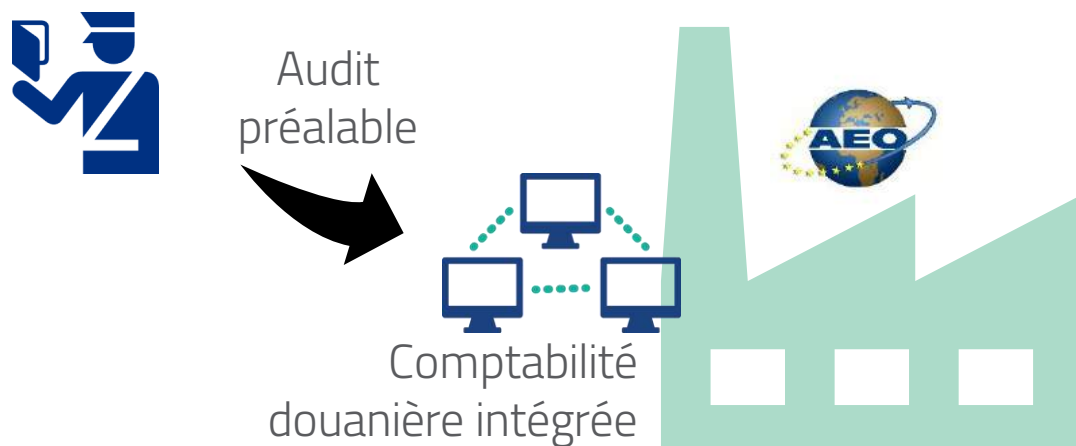 Audit
préalable
AEO
Comptabilité
douanière intégrée